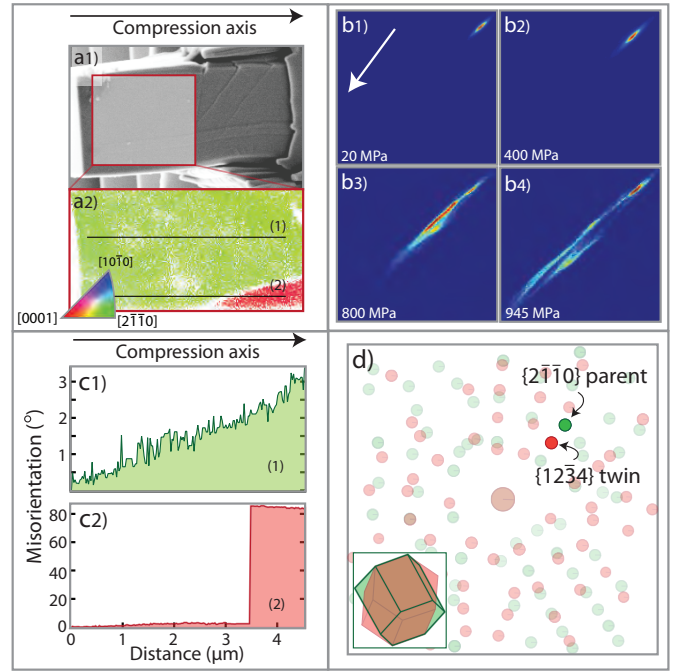 Compression axis
a1)
a2)
(1)
(2)
[101̄0]
[0001]
[21̄1̄0]
b1)
20 MPa
b2)
400 MPa
b3)
800 MPa
b4)
945 MPa
Compression axis
c1)
3
2
1
(1)
c2)
80
60
40
20
0
(2)
Misorientation (°)
0 1 2 3 4
Distance (μm)
d)
{21̄1̄0} parent
{123̄4} twin